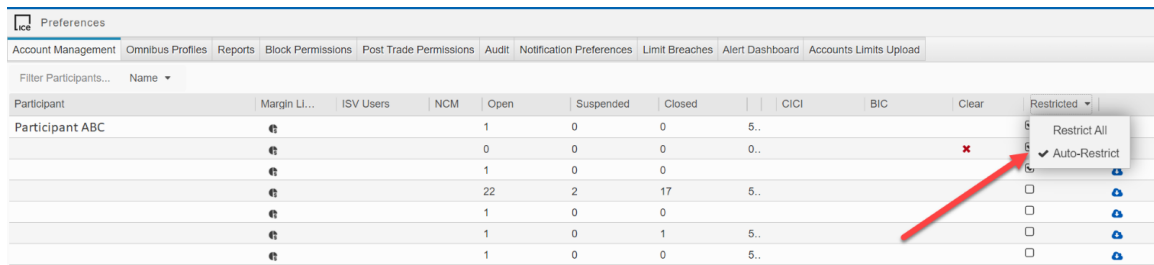 ice Preferences
Account Management Omnibus Profiles Reports Block Permissions Post Trade Permissions Audit Notification Preferences Limit Breaches Alert Dashboard Accounts Limits Upload
Filter Participants... Name
Participant Margin Li... ISV Users NCM Open Suspended Closed CICI BIC Clear Restricted
Participant ABC 1 0 0 5..
Restrict All
0 0 0 0..
Auto-Restrict
1 0 0
22 2 17 5..
1 0 0
1 0 1 5..
1 0 0 5..